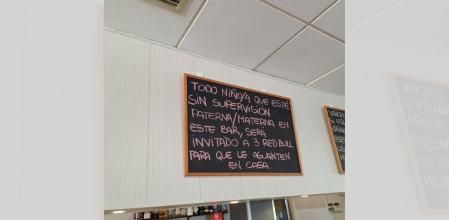 TODO NIÑO/A QUE ESTÉ
SIN SUPERVISION
PATERNA/MATERNA EN
ESTE BAR, SERÁ
INVITADO A 3 RED BULL
PARA QUE LE AGUANTEN
EN CASA.